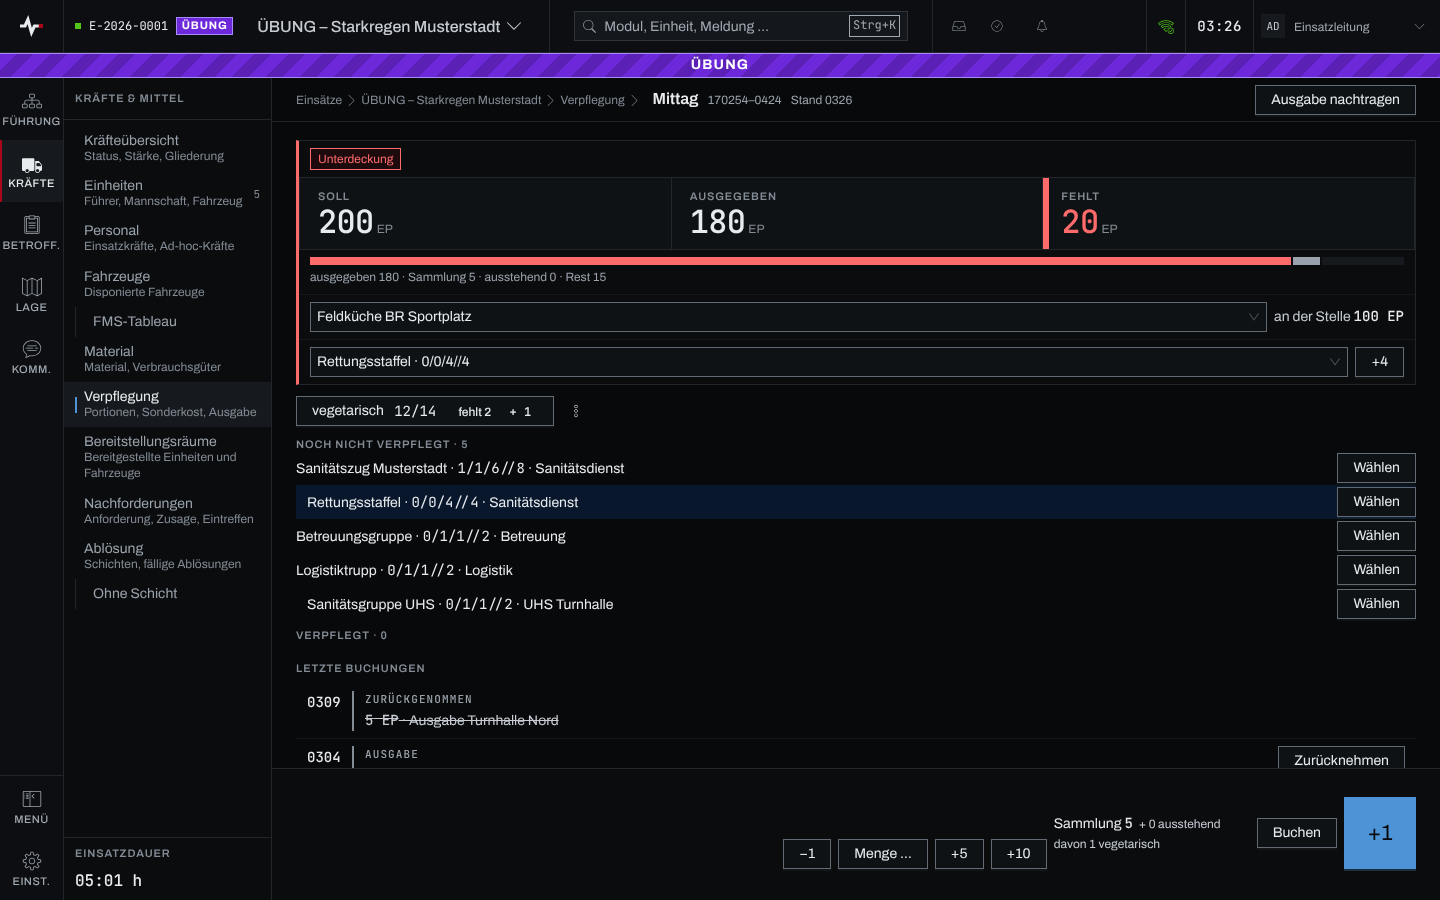 E-2026-0001 ÜBUNG ÜBUNG – Starkregen Musterstadt Modul, Einheit, Meldung ... Strg+K 03:26 AD Einsatzleitung
ÜBUNG
FÜHRUNG
KRÄFTE
BETROFF.
LAGE
KOMM.
MENÜ
EINST.
KRÄFTE & MITTEL
Kräfteübersicht
Status, Stärke, Gliederung
Einheiten
Führer, Mannschaft, Fahrzeug 5
Personal
Einsatzkräfte, Ad-hoc-Kräfte
Fahrzeuge
Disponierte Fahrzeuge
FMS-Tableau
Material
Material, Verbrauchsgüter
Verpflegung
Portionen, Sonderkost, Ausgabe
Bereitstellungsräume
Bereitgestellte Einheiten und
Fahrzeuge
Nachforderungen
Anforderung, Zusage, Eintreffen
Ablösung
Schichten, fällige Ablösungen
Ohne Schicht
EINSATZDAUER
05:01 h
Einsätze ÜBUNG – Starkregen Musterstadt Verpflegung Mittag 170254–0424 Stand 0326 Ausgabe nachtragen
Unterdeckung
SOLL AUSGEGEBEN FEHLT
200 EP 180 EP 20 EP
ausgegeben 180 · Sammlung 5 · ausstehend 0 · Rest 15
Feldküche BR Sportplatz an der Stelle 100 EP
Rettungsstaffel · 0/0/4//4 +4
vegetarisch 12/14 fehlt 2 + 1
NOCH NICHT VERPFLEGT · 5
Sanitätszug Musterstadt · 1/1/6//8 · Sanitätsdienst Wählen
Rettungsstaffel · 0/0/4//4 · Sanitätsdienst Wählen
Betreuungsgruppe · 0/1/1//2 · Betreuung Wählen
Logistiktrupp · 0/1/1//2 · Logistik Wählen
Sanitätsgruppe UHS · 0/1/1//2 · UHS Turnhalle Wählen
VERPFLEGT · 0
LETZTE BUCHUNGEN
0309 ZURÜCKGENOMMEN
5 EP · Ausgabe Turnhalle Nord
0304 AUSGABE Zurücknehmen
−1 Menge ... +5 +10
Sammlung 5 + 0 ausstehend
davon 1 vegetarisch
Buchen +1